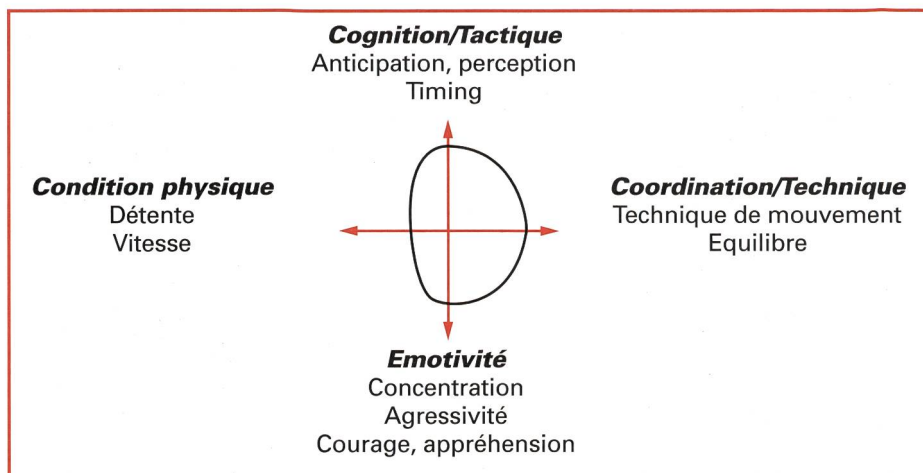 Cognition/Tactique
Anticipation, perception
Timing
Condition physique
Détente
Vitesse
Coordination/Technique
Technique de mouvement
Equilibre
Emotivité
Concentration
Agressivité
Courage, appréhension